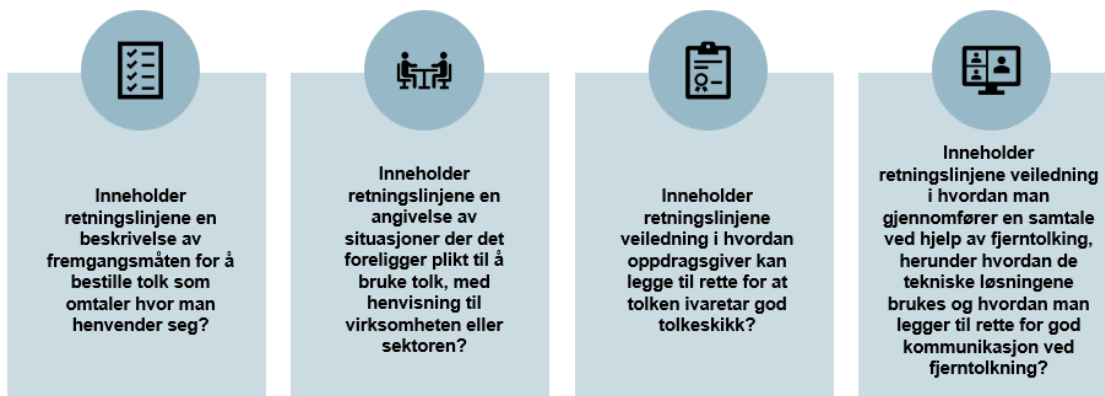 Inneholder
retningslinjene en
beskrivelse av
fremgangsmåten for å
bestille tolk som
omtaler hvor man
henvender seg?
Inneholder
retningslinjene en
angivelse av
situasjoner der det
foreligger plikt til å
bruke tolk, med
henvisning til
virksomheten eller
sektoren?
Inneholder
retningslinjene
veiledning i hvordan
oppdragsgiver kan
legge til rette for at
tolken ivaretar god
tolkeskikk?
Inneholder
retningslinjene veiledning
i hvordan man
gjennomfører en samtale
ved hjelp av fjerntolking,
herunder hvordan de
tekniske løsningene
brukes og hvordan man
legger til rette for god
kommunikasjon ved
fjerntolkning?